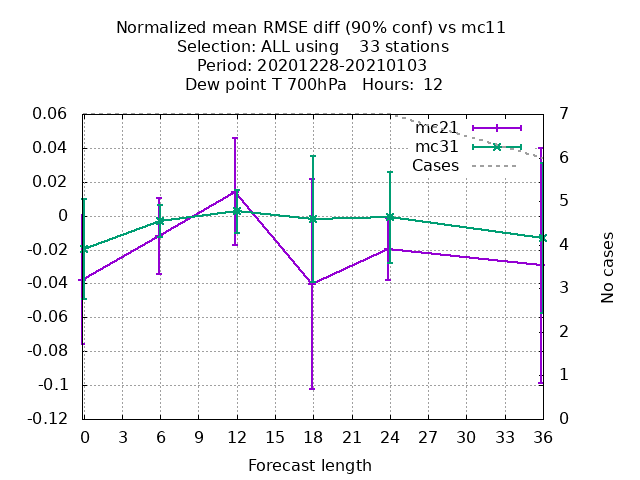 Normalized mean RMSE diff (90% conf) vs mc11
Selection: ALL using    33 stations
Period: 20201228-20210103
Dew point T 700hPa   Hours:  12
mc21
mc31
Cases
0.06
0.04
0.02
0
-0.02
-0.04
-0.06
-0.08
-0.1
-0.12
7
6
5
4
3
2
1
0
No cases
0 3 6 9 12 15 18 21 24 27 30 33 36
Forecast length